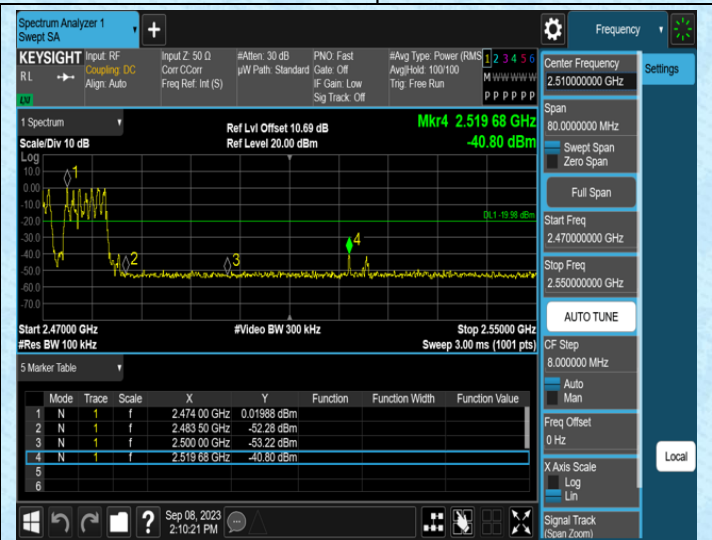 Spectrum Analyzer 1
Swept SA
+
Frequency
KEYSIGHT
RL
LXI
Input: RF
Coupling: DC
Align: Auto
Input Z: 50 Ω
Corr CCorr
Freq Ref: Int (S)
#Atten: 30 dB
µW Path: Standard
PNO: Fast
Gate: Off
IF Gain: Low
Sig Track: Off
#Avg Type: Power (RMS
Avg|Hold: 100/100
Trig: Free Run
1 2 3 4 5 6
M W W W W W
P P P P P P
1 Spectrum
Scale/Div 10 dB
Ref Lvl Offset 10.69 dB
Ref Level 20.00 dBm
Mkr4 2.519 68 GHz
-40.80 dBm
Log
10.0
0.00
-10.0
-20.0
-30.0
-40.0
-50.0
-60.0
-70.0
1
2
3
4
DL1 -19.98 dBm
Start 2.47000 GHz
#Res BW 100 kHz
#Video BW 300 kHz
Stop 2.55000 GHz
Sweep 3.00 ms (1001 pts)
5 Marker Table
Mode Trace Scale X Y Function Function Width Function Value
1 N 1 f 2.474 00 GHz 0.01988 dBm
2 N 1 f 2.483 50 GHz -52.28 dBm
3 N 1 f 2.500 00 GHz -53.22 dBm
4 N 1 f 2.519 68 GHz -40.80 dBm
5
6
?
Sep 08, 2023
2:10:21 PM
Center Frequency
2.510000000 GHz
Settings
Span
80.0000000 MHz
Swept Span
Zero Span
Full Span
Start Freq
2.470000000 GHz
Stop Freq
2.550000000 GHz
AUTO TUNE
CF Step
8.000000 MHz
Auto
Man
Freq Offset
0 Hz
X Axis Scale
Log
Lin
Local
Signal Track
(Span Zoom)